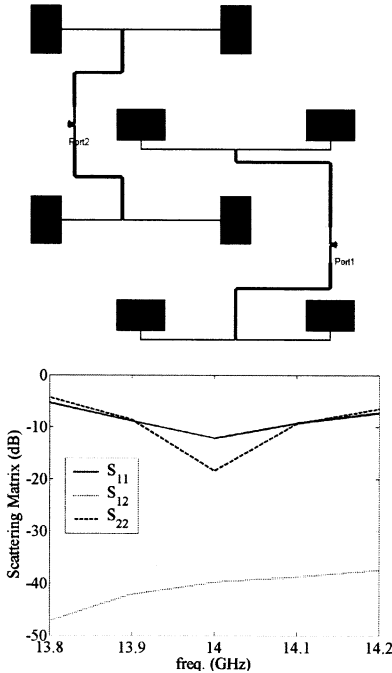 Port2
Port1
Scattering Matrix (dB)
0
-10
-20
-30
-40
-50
S11
S12
S22
13.8 13.9 14 14.1 14.2
freq. (GHz)